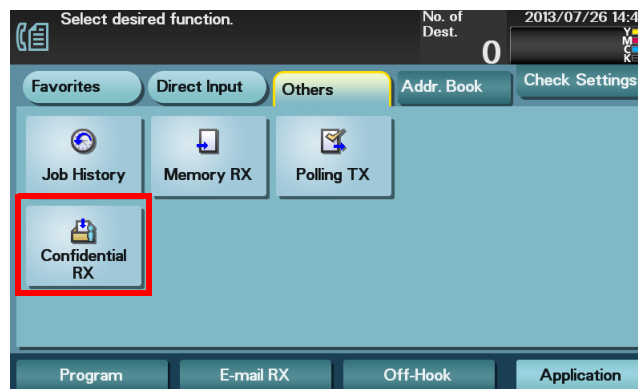 Select desired function.
No. of
Dest.
0
2013/07/26 14:4
Y
M
C
K
Favorites
Direct Input
Others
Addr. Book
Check Settings
Job History
Memory RX
Polling TX
Confidential
RX
Program
E-mail RX
Off-Hook
Application